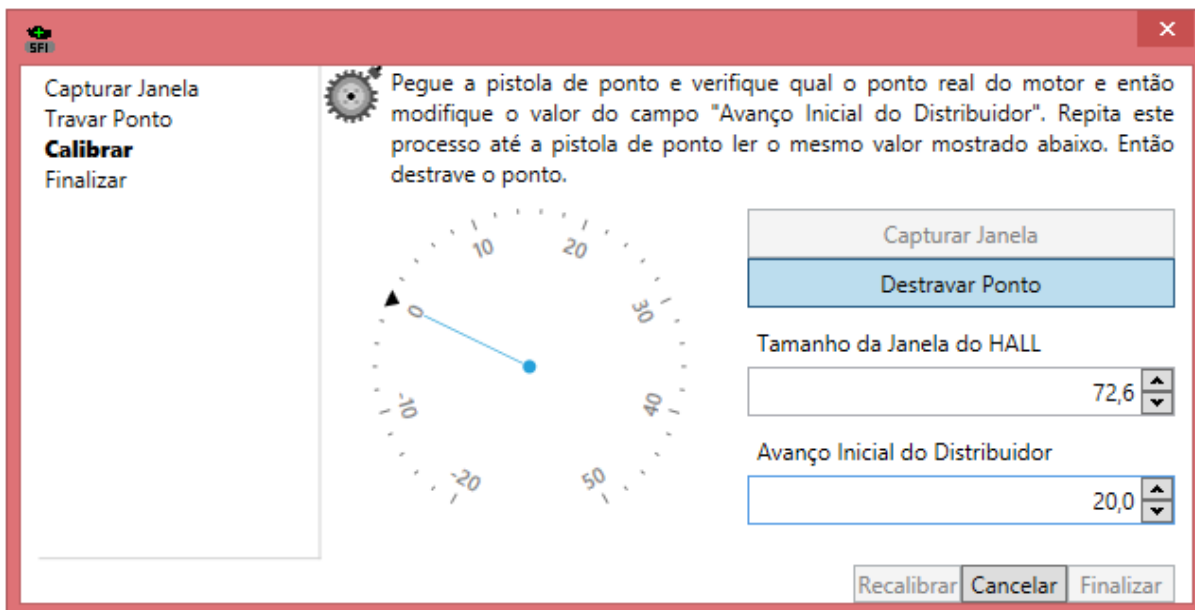 SFI
×
Capturar Janela
Travar Ponto
Calibrar
Finalizar
Pegue a pistola de ponto e verifique qual o ponto real do motor e então
modifique o valor do campo "Avanço Inicial do Distribuidor". Repita este
processo até a pistola de ponto ler o mesmo valor mostrado abaixo. Então
destrave o ponto.
-20
-10
0
10
20
30
40
50
Capturar Janela
Destravar Ponto
Tamanho da Janela do HALL
72,6
Avanço Inicial do Distribuidor
20,0
Recalibrar Cancelar Finalizar